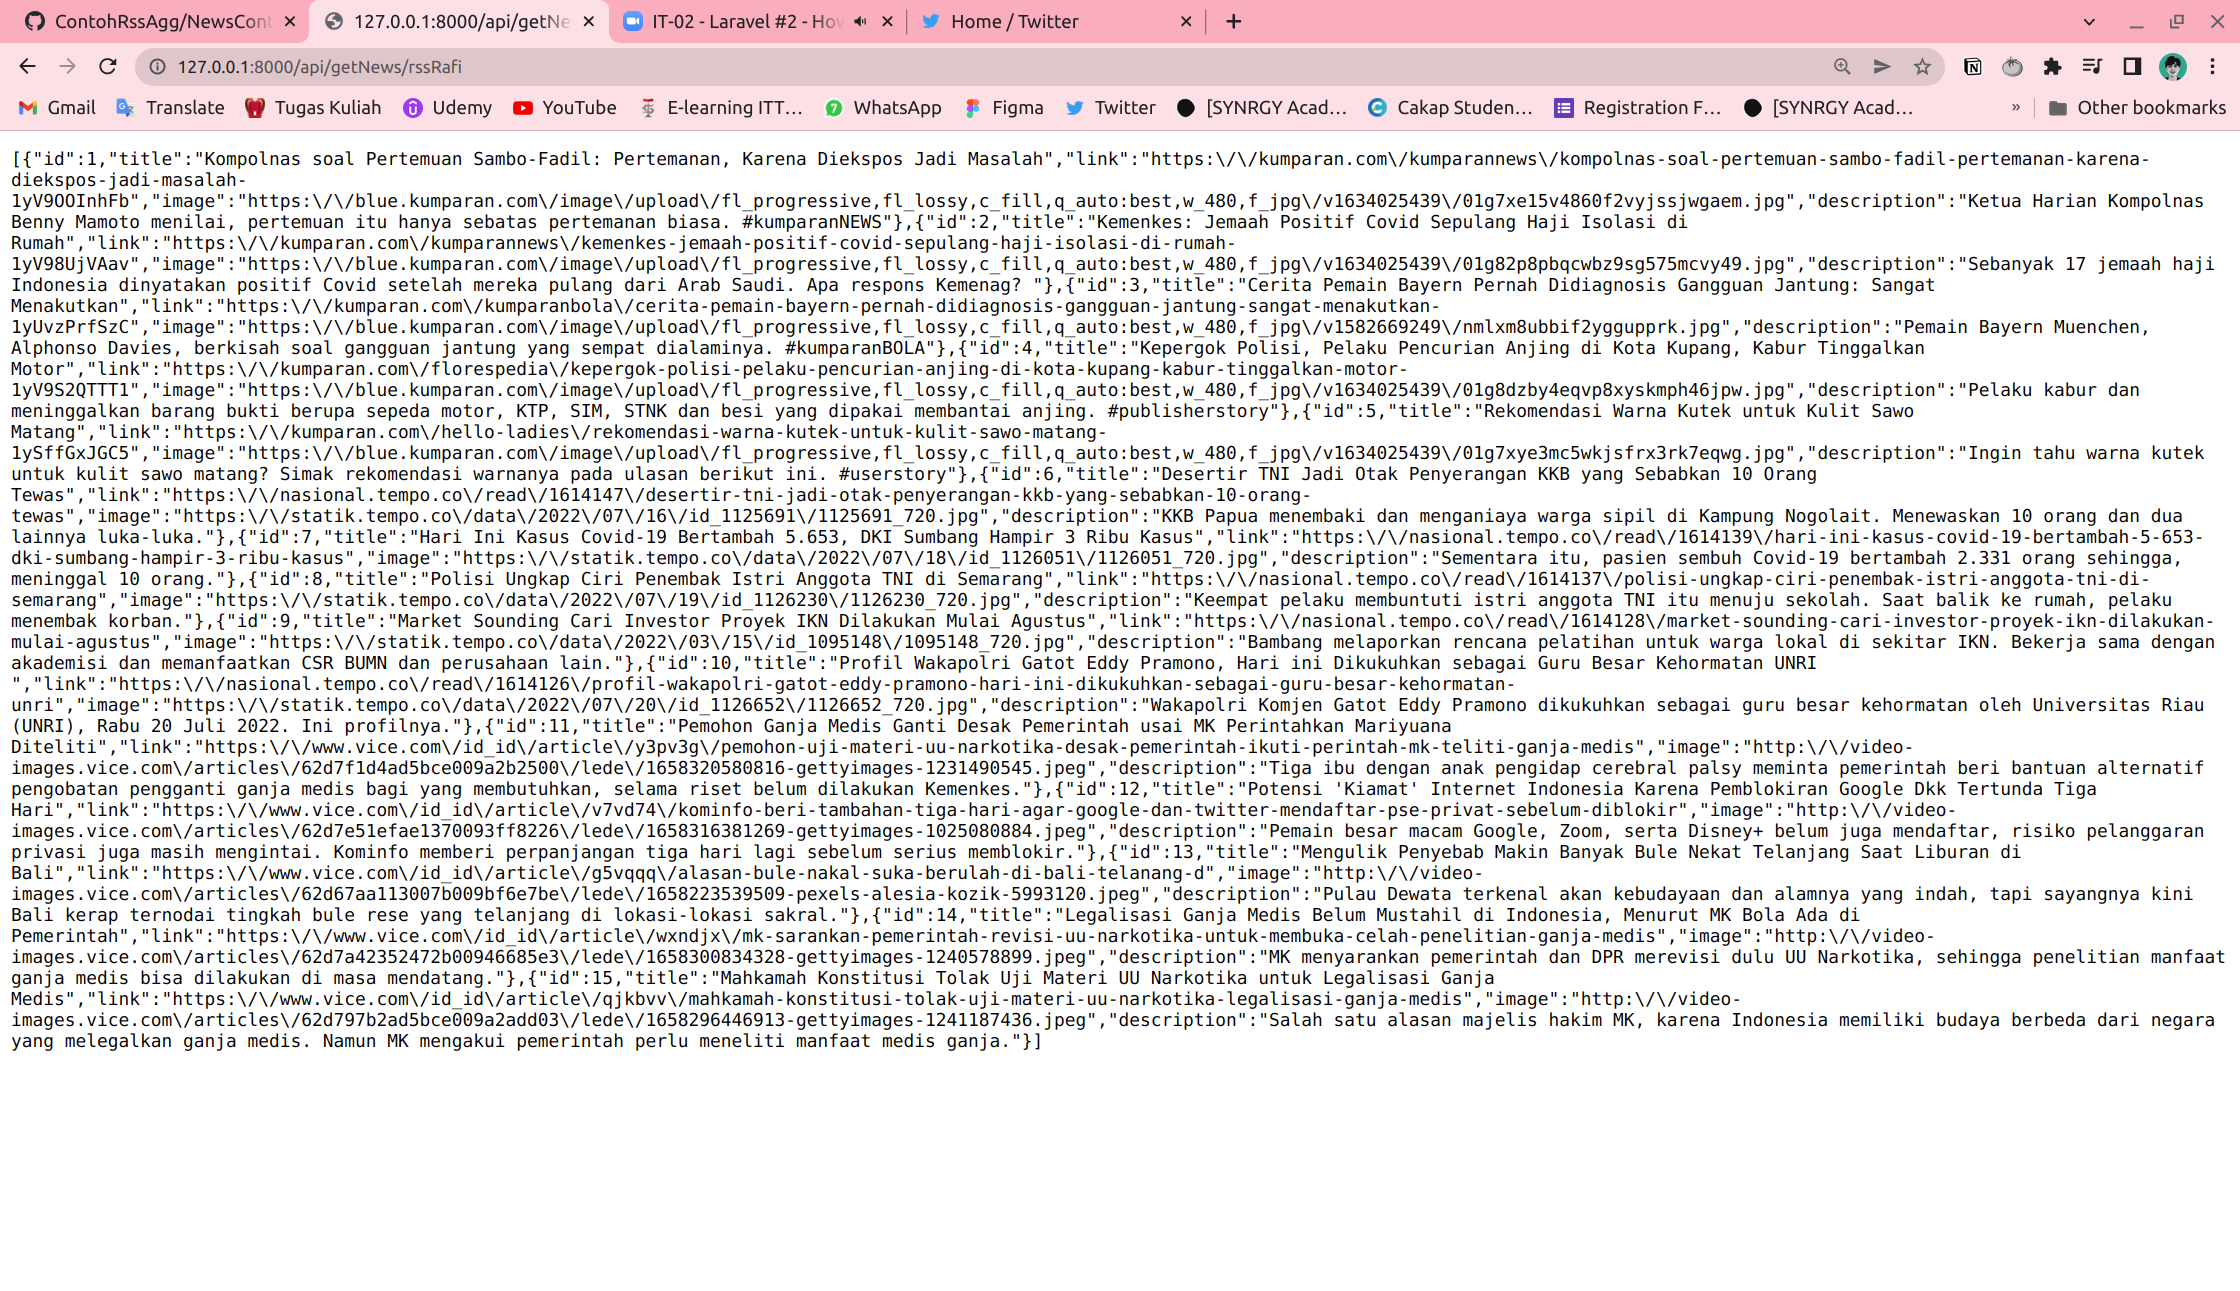 ContohRssAgg/NewsCont
127.0.0.1:8000/api/getNe
IT-02 - Laravel #2 - How
Home / Twitter
127.0.0.1:8000/api/getNews/rssRafi
Gmail Translate Tugas Kuliah Udemy YouTube E-learning ITT... WhatsApp Figma Twitter [SYNRGY Acad... Cakap Studen... Registration F... [SYNRGY Acad... » Other bookmarks
[{"id":1,"title":"Kompolnas soal Pertemuan Sambo-Fadil: Pertemanan, Karena Diekspos Jadi Masalah","link":"https:\/\/kumparan.com\/kumparannews\/kompolnas-soal-pertemuan-sambo-fadil-pertemanan-karena-
diekspos-jadi-masalah-
1yV9OOInhFb","image":"https:\/\/blue.kumparan.com\/image\/upload\/fl_progressive,fl_lossy,c_fill,q_auto:best,w_480,f_jpg\/v1634025439\/01g7xe15v4860f2vyjssjwgaem.jpg","description":"Ketua Harian Kompolnas
Benny Mamoto menilai, pertemuan itu hanya sebatas pertemanan biasa. #kumparanNEWS"},{"id":2,"title":"Kemenkes: Jemaah Positif Covid Sepulang Haji Isolasi di
Rumah","link":"https:\/\/kumparan.com\/kumparannews\/kemenkes-jemaah-positif-covid-sepulang-haji-isolasi-di-rumah-
1yV98UjVAav","image":"https:\/\/blue.kumparan.com\/image\/upload\/fl_progressive,fl_lossy,c_fill,q_auto:best,w_480,f_jpg\/v1634025439\/01g82p8pbqcwbz9sg575mcvy49.jpg","description":"Sebanyak 17 jemaah haji
Indonesia dinyatakan positif Covid setelah mereka pulang dari Arab Saudi. Apa respons Kemenag? "},{"id":3,"title":"Cerita Pemain Bayern Pernah Didiagnosis Gangguan Jantung: Sangat
Menakutkan","link":"https:\/\/kumparan.com\/kumparanbola\/cerita-pemain-bayern-pernah-didiagnosis-gangguan-jantung-sangat-menakutkan-
1yUvzPrfSzC","image":"https:\/\/blue.kumparan.com\/image\/upload\/fl_progressive,fl_lossy,c_fill,q_auto:best,w_480,f_jpg\/v1582669249\/nmlxm8ubbif2yggupprk.jpg","description":"Pemain Bayern Muenchen,
Alphonso Davies, berkisah soal gangguan jantung yang sempat dialaminya. #kumparanBOLA"},{"id":4,"title":"Kepergok Polisi, Pelaku Pencurian Anjing di Kota Kupang, Kabur Tinggalkan
Motor","link":"https:\/\/kumparan.com\/florespedia\/kepergok-polisi-pelaku-pencurian-anjing-di-kota-kupang-kabur-tinggalkan-motor-
1yV9S2QTTT1","image":"https:\/\/blue.kumparan.com\/image\/upload\/fl_progressive,fl_lossy,c_fill,q_auto:best,w_480,f_jpg\/v1634025439\/01g8dzby4eqvp8xyskmph46jpw.jpg","description":"Pelaku kabur dan
meninggalkan barang bukti berupa sepeda motor, KTP, SIM, STNK dan besi yang dipakai membantai anjing. #publisherstory"},{"id":5,"title":"Rekomendasi Warna Kutek untuk Kulit Sawo
Matang","link":"https:\/\/kumparan.com\/hello-ladies\/rekomendasi-warna-kutek-untuk-kulit-sawo-matang-
1ySffGxJGC5","image":"https:\/\/blue.kumparan.com\/image\/upload\/fl_progressive,fl_lossy,c_fill,q_auto:best,w_480,f_jpg\/v1634025439\/01g7xye3mc5wkjsfrx3rk7eqwg.jpg","description":"Ingin tahu warna kutek
untuk kulit sawo matang? Simak rekomendasi warnanya pada ulasan berikut ini. #userstory"},{"id":6,"title":"Desertir TNI Jadi Otak Penyerangan KKB yang Sebabkan 10 Orang
Tewas","link":"https:\/\/nasional.tempo.co\/read\/1614147\/desertir-tni-jadi-otak-penyerangan-kkb-yang-sebabkan-10-orang-
tewas","image":"https:\/\/statik.tempo.co\/data\/2022\/07\/16\/id_1125691\/1125691_720.jpg","description":"KKB Papua menembaki dan menganiaya warga sipil di Kampung Nogolait. Menewaskan 10 orang dan dua
lainnya luka-luka."},{"id":7,"title":"Hari Ini Kasus Covid-19 Bertambah 5.653, DKI Sumbang Hampir 3 Ribu Kasus","link":"https:\/\/nasional.tempo.co\/read\/1614139\/hari-ini-kasus-covid-19-bertambah-5-653-
dki-sumbang-hampir-3-ribu-kasus","image":"https:\/\/statik.tempo.co\/data\/2022\/07\/18\/id_1126051\/1126051_720.jpg","description":"Sementara itu, pasien sembuh Covid-19 bertambah 2.331 orang sehingga,
meninggal 10 orang."},{"id":8,"title":"Polisi Ungkap Ciri Penembak Istri Anggota TNI di Semarang","link":"https:\/\/nasional.tempo.co\/read\/1614137\/polisi-ungkap-ciri-penembak-istri-anggota-tni-di-
semarang","image":"https:\/\/statik.tempo.co\/data\/2022\/07\/19\/id_1126230\/1126230_720.jpg","description":"Keempat pelaku membuntuti istri anggota TNI itu menuju sekolah. Saat balik ke rumah, pelaku
menembak korban."},{"id":9,"title":"Market Sounding Cari Investor Proyek IKN Dilakukan Mulai Agustus","link":"https:\/\/nasional.tempo.co\/read\/1614128\/market-sounding-cari-investor-proyek-ikn-dilakukan-
mulai-agustus","image":"https:\/\/statik.tempo.co\/data\/2022\/03\/15\/id_1095148\/1095148_720.jpg","description":"Bambang melaporkan rencana pelatihan untuk warga lokal di sekitar IKN. Bekerja sama dengan
akademisi dan memanfaatkan CSR BUMN dan perusahaan lain."},{"id":10,"title":"Profil Wakapolri Gatot Eddy Pramono, Hari ini Dikukuhkan sebagai Guru Besar Kehormatan UNRI
","link":"https:\/\/nasional.tempo.co\/read\/1614126\/profil-wakapolri-gatot-eddy-pramono-hari-ini-dikukuhkan-sebagai-guru-besar-kehormatan-
unri","image":"https:\/\/statik.tempo.co\/data\/2022\/07\/20\/id_1126652\/1126652_720.jpg","description":"Wakapolri Komjen Gatot Eddy Pramono dikukuhkan sebagai guru besar kehormatan oleh Universitas Riau
(UNRI), Rabu 20 Juli 2022. Ini profilnya."},{"id":11,"title":"Pemohon Ganja Medis Ganti Desak Pemerintah usai MK Perintahkan Mariyuana
Diteliti","link":"https:\/\/www.vice.com\/id_id\/article\/y3pv3g\/pemohon-uji-materi-uu-narkotika-desak-pemerintah-ikuti-perintah-mk-teliti-ganja-medis","image":"http:\/\/video-
images.vice.com\/articles\/62d7f1d4ad5bce009a2b2500\/lede\/1658320580816-gettyimages-1231490545.jpeg","description":"Tiga ibu dengan anak pengidap cerebral palsy meminta pemerintah beri bantuan alternatif
pengobatan pengganti ganja medis bagi yang membutuhkan, selama riset belum dilakukan Kemenkes."},{"id":12,"title":"Potensi 'Kiamat' Internet Indonesia Karena Pemblokiran Google Dkk Tertunda Tiga
Hari","link":"https:\/\/www.vice.com\/id_id\/article\/v7vd74\/kominfo-beri-tambahan-tiga-hari-agar-google-dan-twitter-mendaftar-pse-privat-sebelum-diblokir","image":"http:\/\/video-
images.vice.com\/articles\/62d7e51efae1370093ff8226\/lede\/1658316381269-gettyimages-1025080884.jpeg","description":"Pemain besar macam Google, Zoom, serta Disney+ belum juga mendaftar, risiko pelanggaran
privasi juga masih mengintai. Kominfo memberi perpanjangan tiga hari lagi sebelum serius memblokir."},{"id":13,"title":"Mengulik Penyebab Makin Banyak Bule Nekat Telanjang Saat Liburan di
Bali","link":"https:\/\/www.vice.com\/id_id\/article\/g5vqqq\/alasan-bule-nakal-suka-berulah-di-bali-telanang-d","image":"http:\/\/video-
images.vice.com\/articles\/62d67aa113007b009bf6e7be\/lede\/1658223539509-pexels-alesia-kozik-5993120.jpeg","description":"Pulau Dewata terkenal akan kebudayaan dan alamnya yang indah, tapi sayangnya kini
Bali kerap ternodai tingkah bule rese yang telanjang di lokasi-lokasi sakral."},{"id":14,"title":"Legalisasi Ganja Medis Belum Mustahil di Indonesia, Menurut MK Bola Ada di
Pemerintah","link":"https:\/\/www.vice.com\/id_id\/article\/wxndjx\/mk-sarankan-pemerintah-revisi-uu-narkotika-untuk-membuka-celah-penelitian-ganja-medis","image":"http:\/\/video-
images.vice.com\/articles\/62d7a42352472b00946685e3\/lede\/1658300834328-gettyimages-1240578899.jpeg","description":"MK menyarankan pemerintah dan DPR merevisi dulu UU Narkotika, sehingga penelitian manfaat
ganja medis bisa dilakukan di masa mendatang."},{"id":15,"title":"Mahkamah Konstitusi Tolak Uji Materi UU Narkotika untuk Legalisasi Ganja
Medis","link":"https:\/\/www.vice.com\/id_id\/article\/qjkbvv\/mahkamah-konstitusi-tolak-uji-materi-uu-narkotika-legalisasi-ganja-medis","image":"http:\/\/video-
images.vice.com\/articles\/62d797b2ad5bce009a2add03\/lede\/1658296446913-gettyimages-1241187436.jpeg","description":"Salah satu alasan majelis hakim MK, karena Indonesia memiliki budaya berbeda dari negara
yang melegalkan ganja medis. Namun MK mengakui pemerintah perlu meneliti manfaat medis ganja."}]